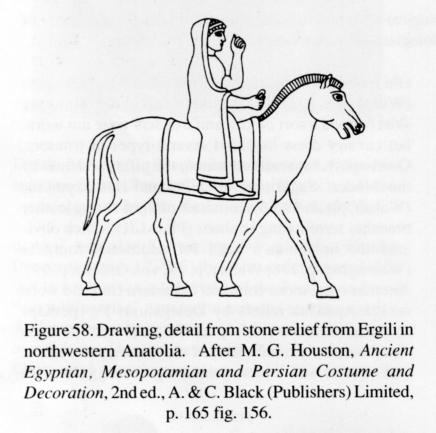 Figure 58. Drawing, detail from stone relief from Ergili in
northwestern Anatolia. After M. G. Houston, Ancient
Egyptian, Mesopotamian and Persian Costume and
Decoration, 2nd ed., A. & C. Black (Publishers) Limited,
p. 165 fig. 156.